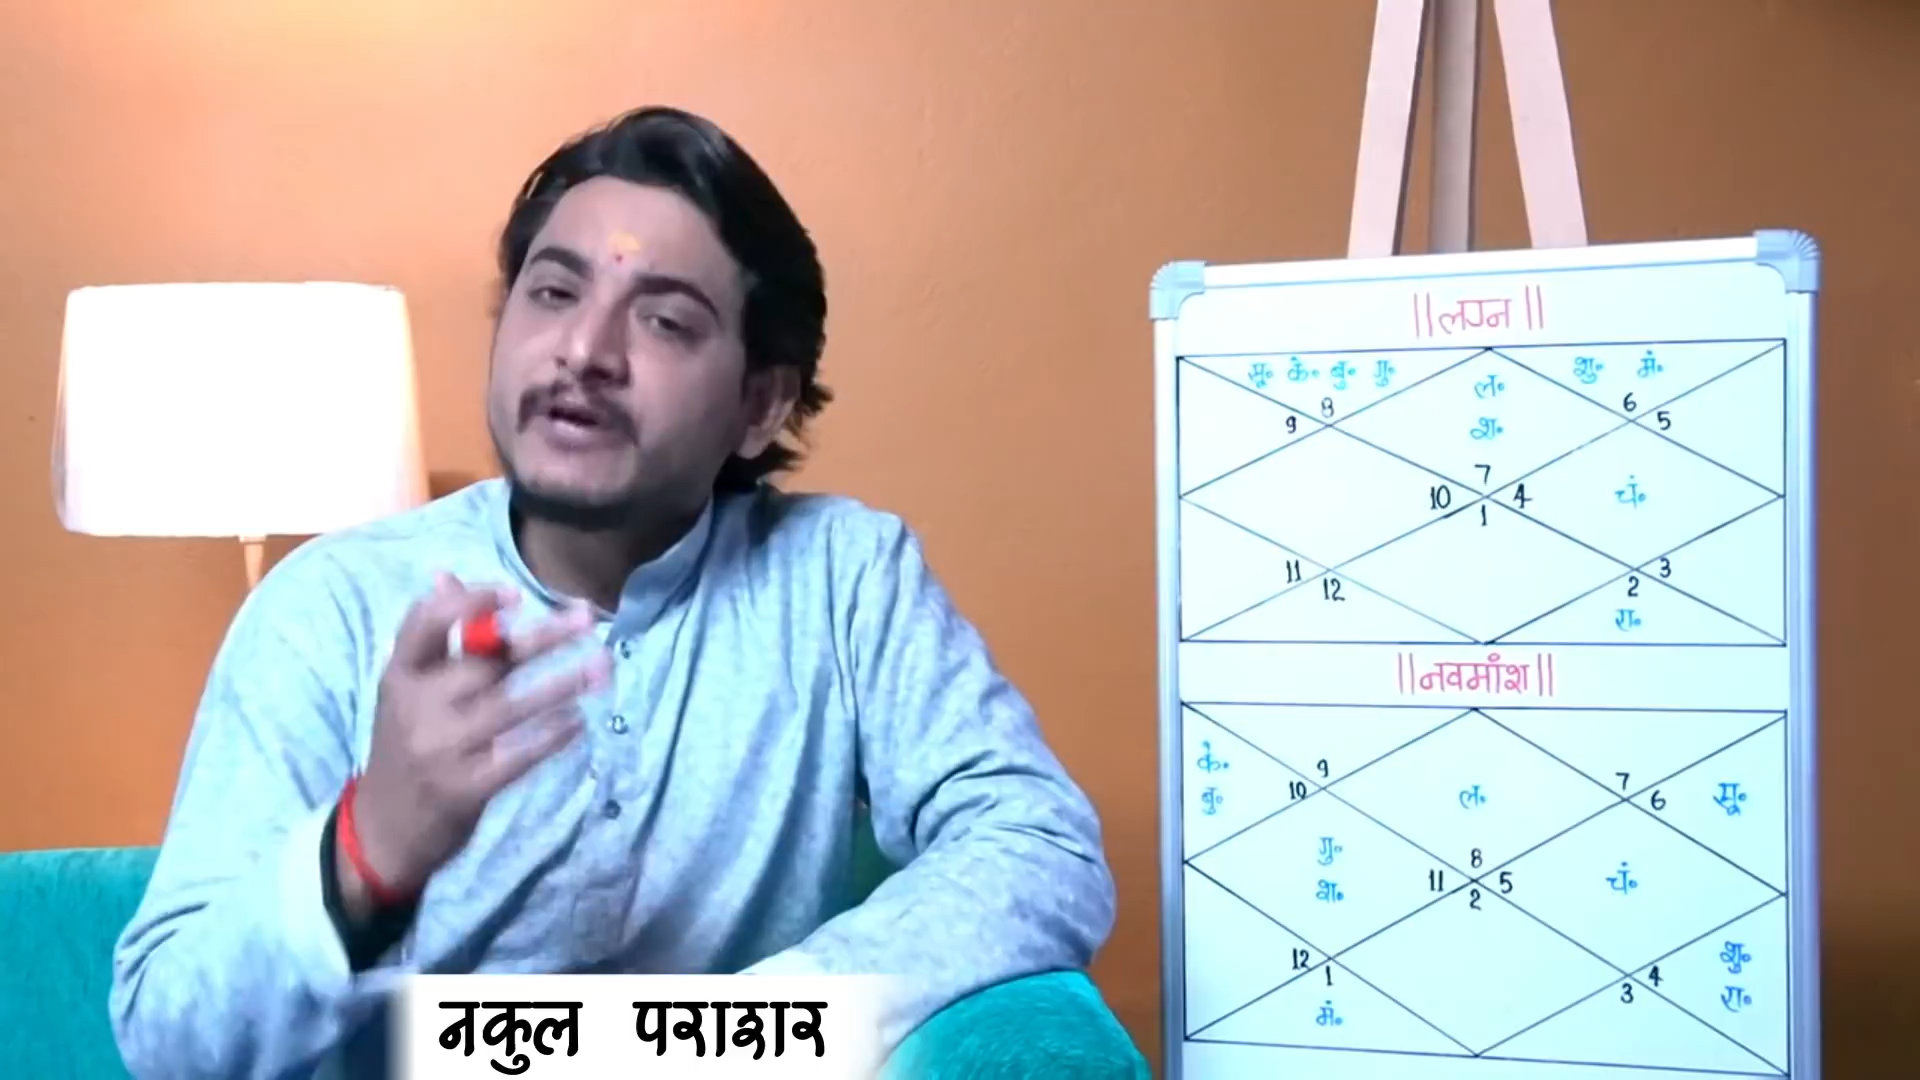 ||लग्न||
सू॰ के॰ बु॰ गु॰
ल॰
शु॰ मं॰
श॰
8
6
9
5
7
10
4
चं॰
1
11
3
12
2
रा॰
||नवमांश||
के॰
9
7
बु॰
10
ल॰
6
सू॰
गु॰
8
श॰
11
5
चं॰
2
12
4
शु॰
1
3
रा॰
मं॰
नकुल पराशर